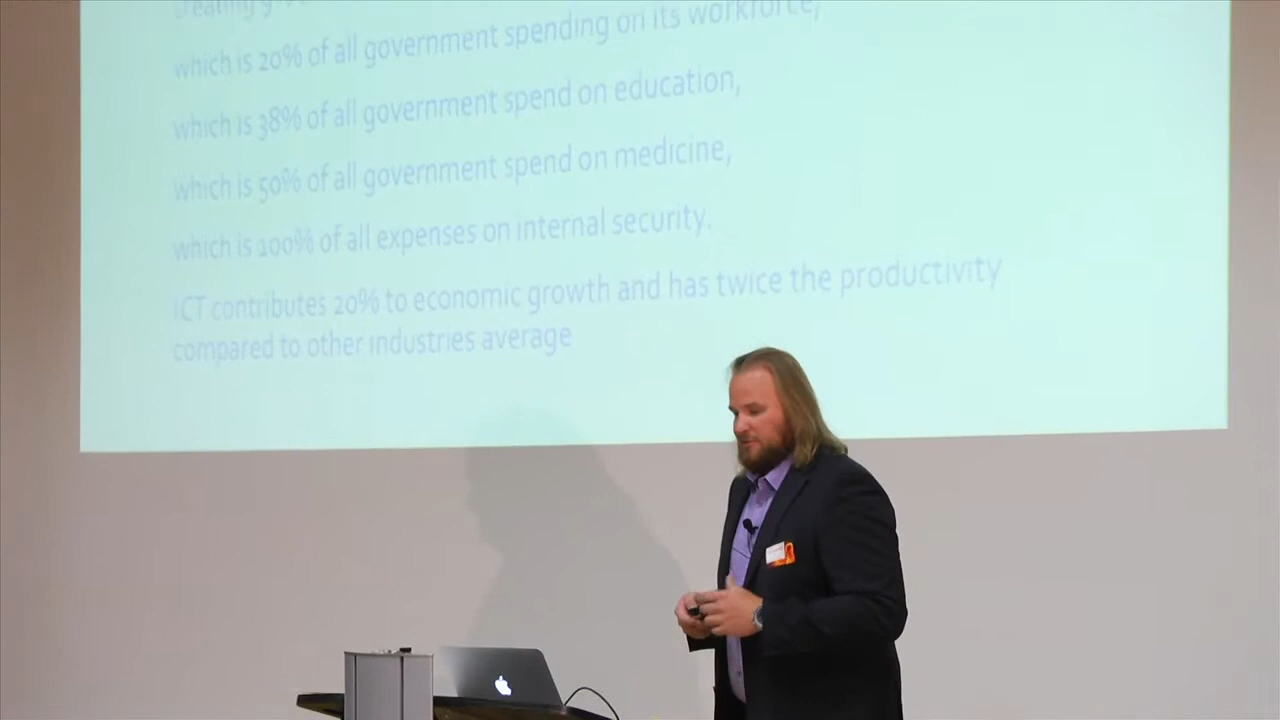 creating
which is 20% of all government spending on its workforce,
which is 38% of all government spend on education,
which is 50% of all government spend on medicine,
which is 100% of all expenses on internal security.
ICT contributes 20% to economic growth and has twice the productivity
compared to other industries average